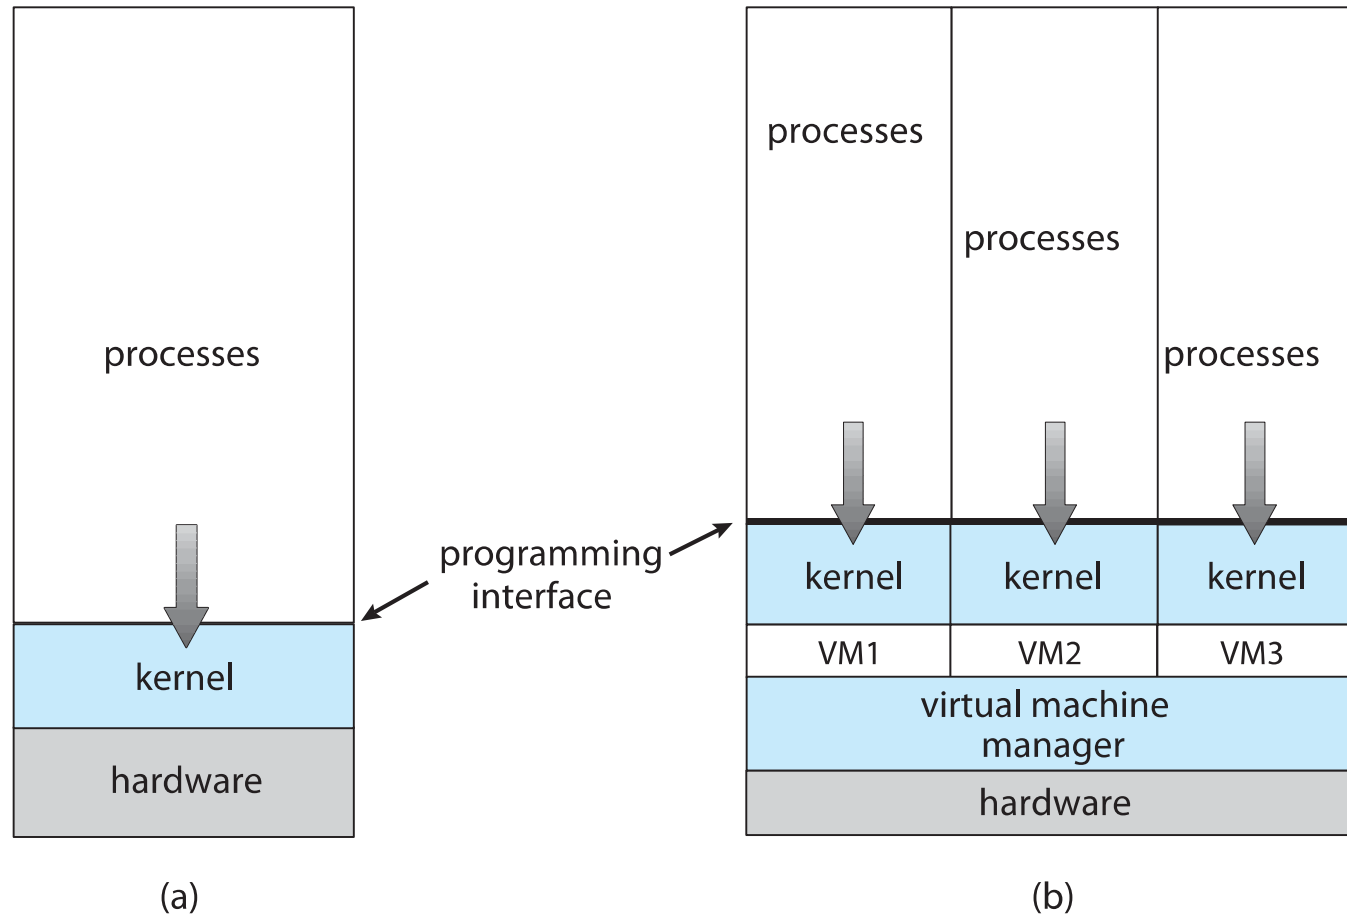 processes
kernel
hardware
(a)
programming
interface
processes
processes
processes
kernel
kernel
kernel
VM1
VM2
VM3
virtual machine
manager
hardware
(b)